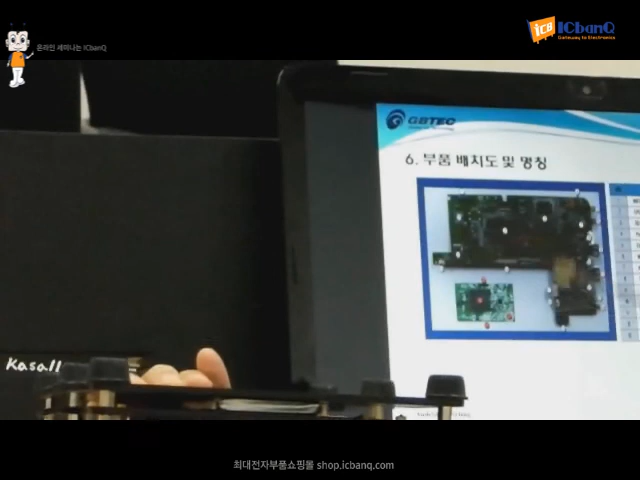 온라인 세미나는 ICbanQ
icB ICbanQ
Gateway to Electronics
GBTEC
6. 부품 배치도 및 명칭
Kasall
최대전자부품쇼핑몰 shop.icbanq.com